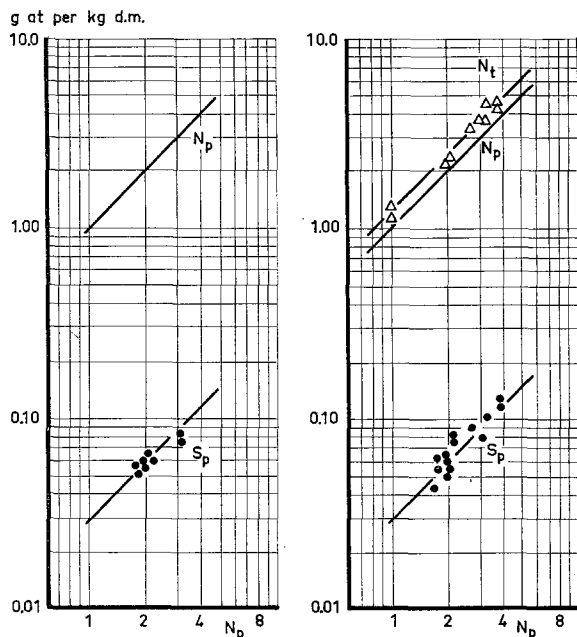 g at per kg d.m.
10.0
N_p
1.00
0.10
S_p
0,01
1 2 4 N_p 8
10.0
N_t
N_p
1.00
0.10
S_p
0,01
1 2 4 N_p 8